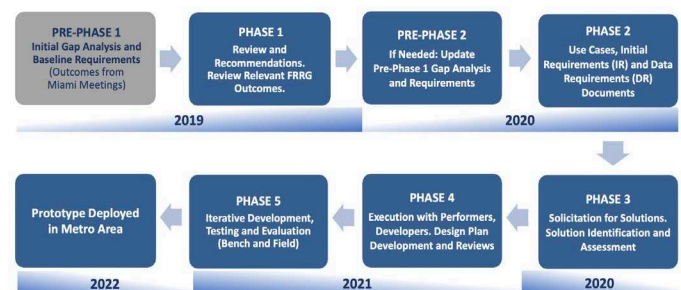 PRE-PHASE 1
Initial Gap Analysis and
Baseline Requirements
(Outcomes from
Miami Meetings)
PHASE 1
Review and
Recommendations.
Review Relevant FRRG
Outcomes.
PRE-PHASE 2
If Needed: Update
Pre-Phase 1 Gap Analysis
and Requirements
PHASE 2
Use Cases, Initial
Requirements (IR) and Data
Requirements (DR)
Documents
2019
2020
Prototype Deployed
in Metro Area
PHASE 5
Iterative Development,
Testing and Evaluation
(Bench and Field)
PHASE 4
Execution with Performers,
Developers. Design Plan
Development and Reviews
PHASE 3
Solicitation for Solutions.
Solution Identification and
Assessment
2022
2021
2020